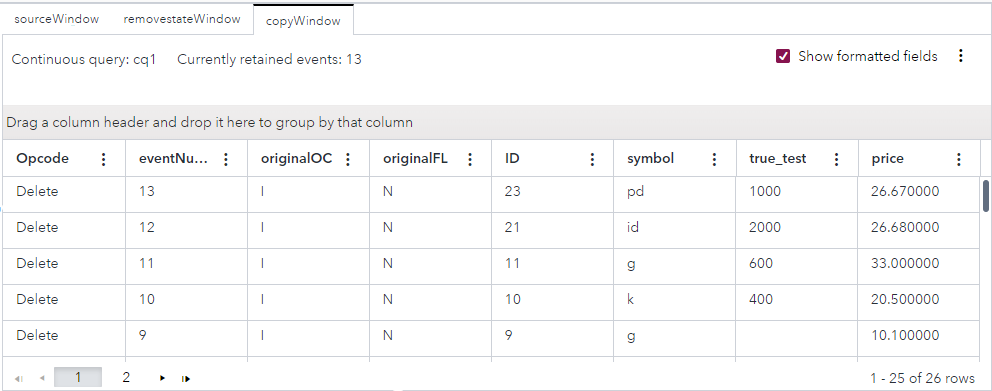 sourceWindow removestateWindow copyWindow
Continuous query: cq1 Currently retained events: 13 Show formatted fields
Drag a column header and drop it here to group by that column
Opcode eventNu... originalOC originalFL ID symbol true_test price
Delete 13 I N 23 pd 1000 26.670000
Delete 12 I N 21 id 2000 26.680000
Delete 11 I N 11 g 600 33.000000
Delete 10 I N 10 k 400 20.500000
Delete 9 I N 9 g 10.100000
1 2 1 - 25 of 26 rows